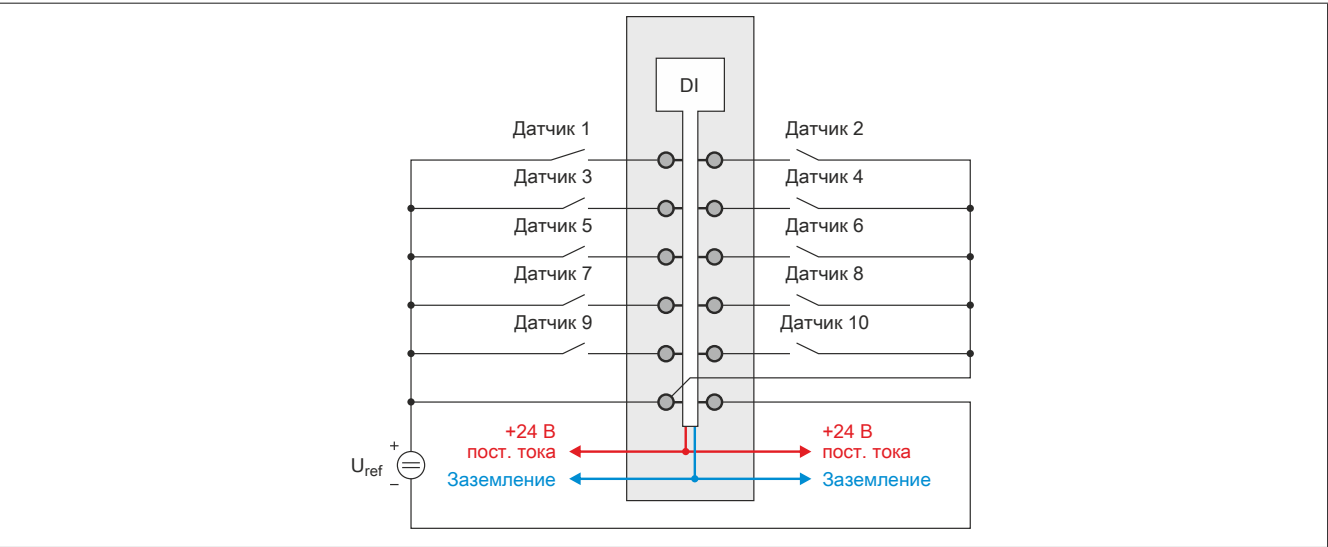 DI
Датчик 1
Датчик 2
Датчик 3
Датчик 4
Датчик 5
Датчик 6
Датчик 7
Датчик 8
Датчик 9
Датчик 10
+24 В
пост. тока
+24 В
пост. тока
+
Uref
–
Заземление
Заземление